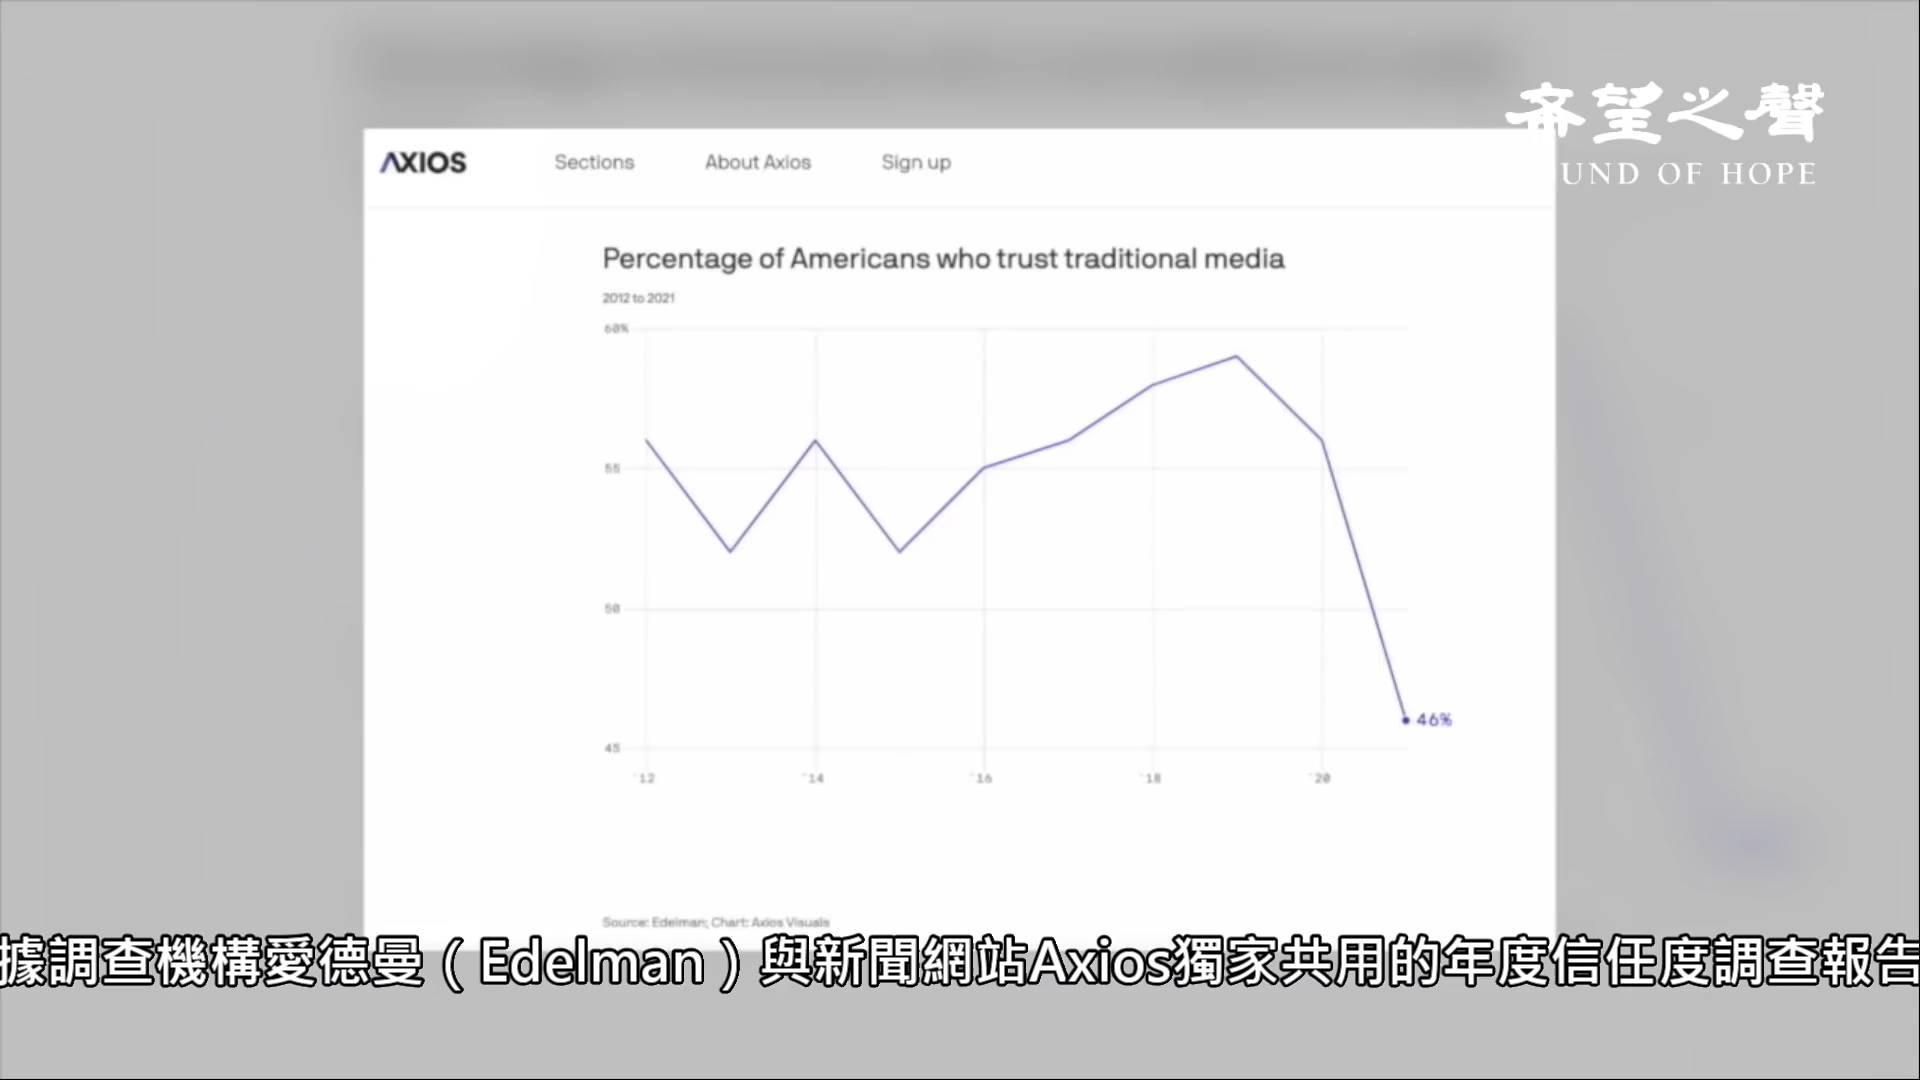 希望之聲
UND OF HOPE
AXIOS Sections About Axios Sign up
Percentage of Americans who trust traditional media
2012 to 2021
60%
55
50
46%
45
'12 '14 '16 '18 '20
Source: Edelman; Chart: Axios Visuals
據調查機構愛德曼（Edelman）與新聞網站Axios獨家共用的年度信任度調查報告